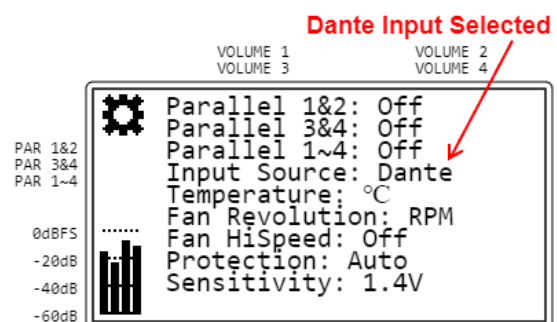 Dante Input Selected
VOLUME 1 VOLUME 2
VOLUME 3 VOLUME 4
Parallel 1&2: Off
Parallel 3&4: Off
PAR 1&2
Parallel 1~4: Off
PAR 3&4
Input Source: Dante
PAR 1~4
Temperature: °C
Fan Revolution: RPM
0dBFS
Fan HiSpeed: Off
-20dB
Protection: Auto
-40dB
Sensitivity: 1.4V
-60dB